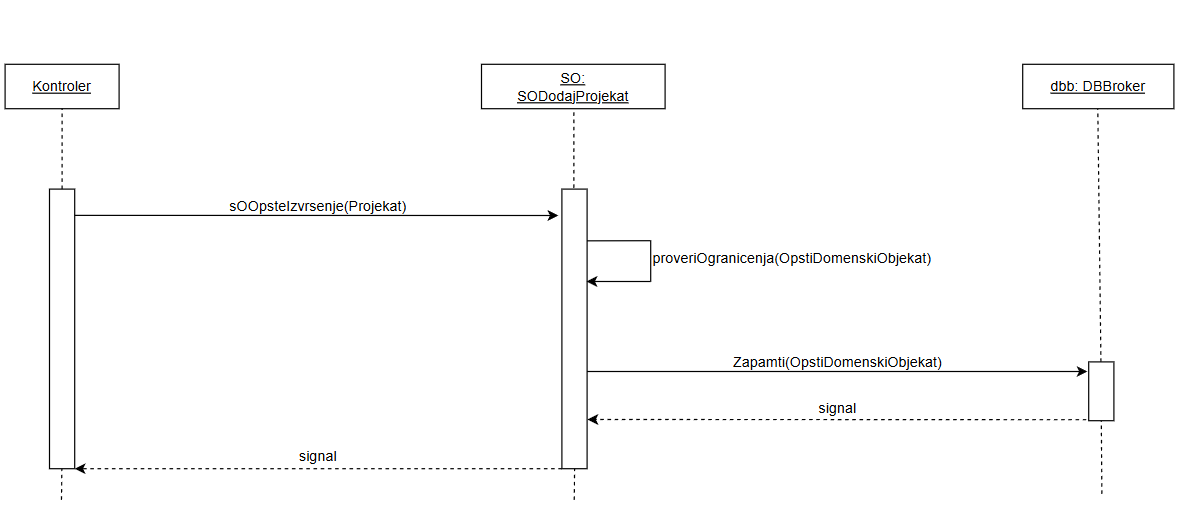 Kontroler
SO:
SODodajProjekat
dbb: DBBroker
sOOpsteIzvrsenje(Projekat)
proveriOgranicenja(OpstiDomenskiObjekat)
Zapamti(OpstiDomenskiObjekat)
signal
signal